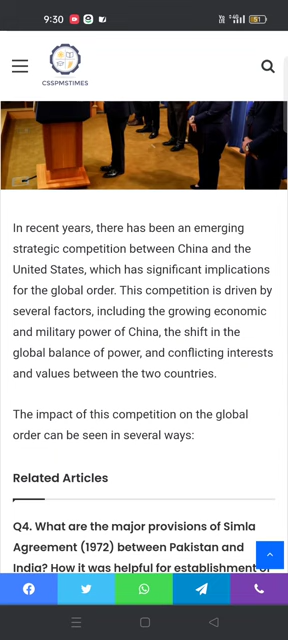 9:30
51
CSSPMSTIMES
In recent years, there has been an emerging
strategic competition between China and the
United States, which has significant implications
for the global order. This competition is driven by
several factors, including the growing economic
and military power of China, the shift in the
global balance of power, and conflicting interests
and values between the two countries.
The impact of this competition on the global
order can be seen in several ways:
Related Articles
Q4. What are the major provisions of Simla
Agreement (1972) between Pakistan and
India? How it was helpful for establishment of